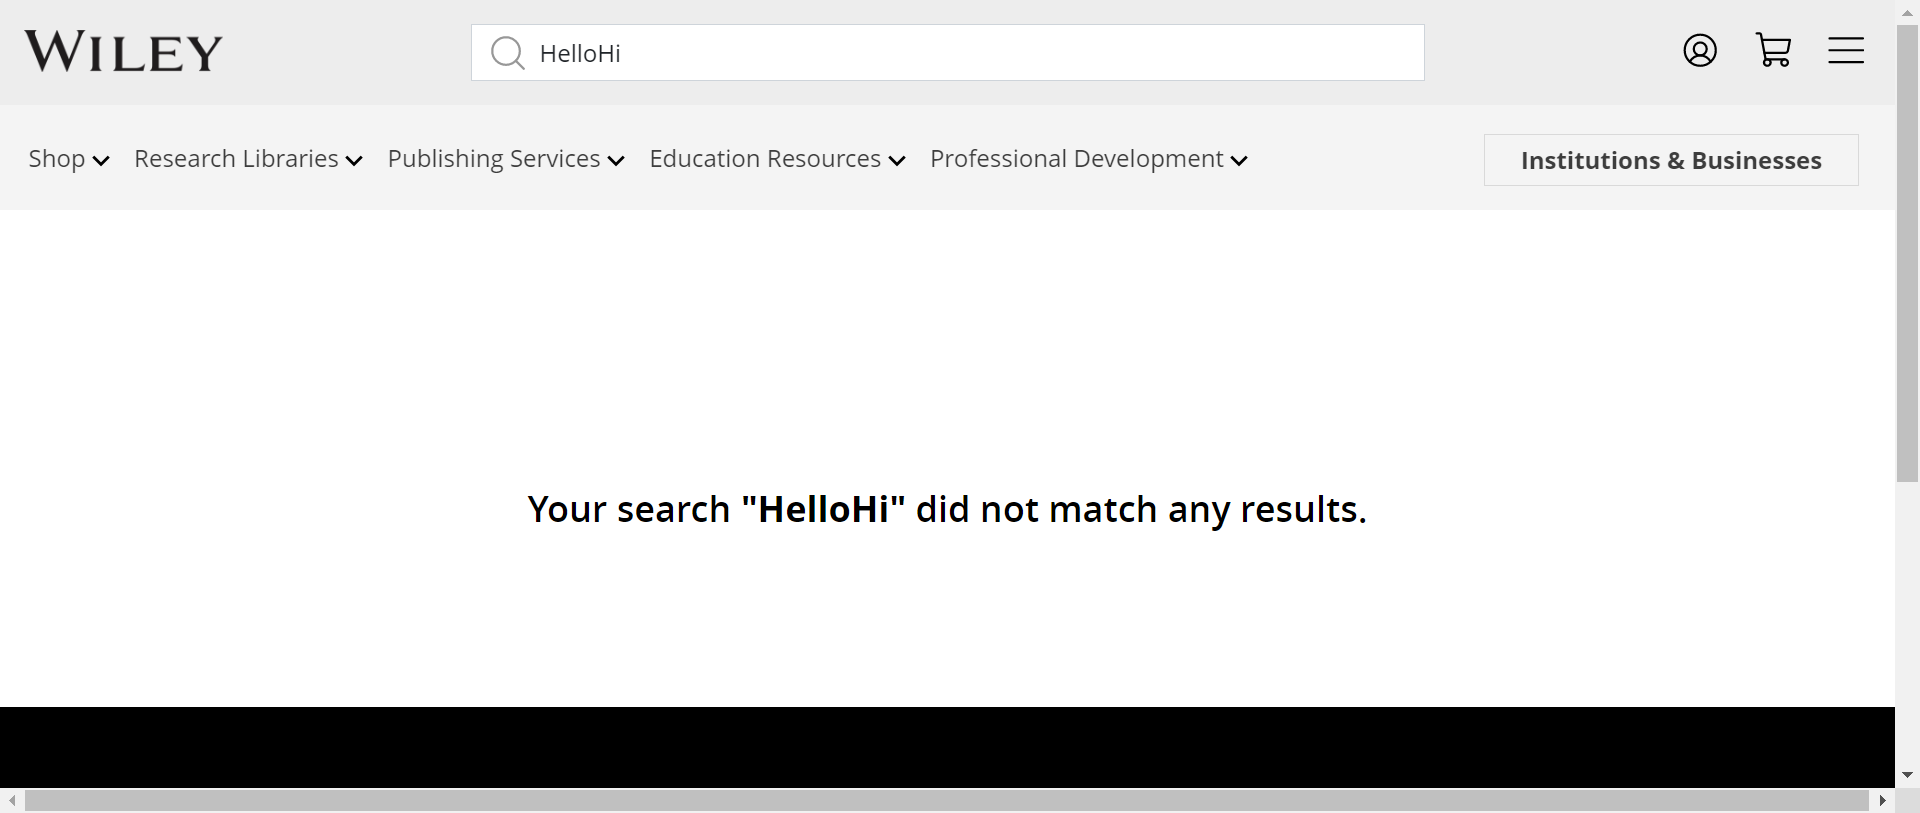 WILEY
HelloHi
Shop Research Libraries Publishing Services Education Resources Professional Development Institutions & Businesses
Your search "HelloHi" did not match any results.